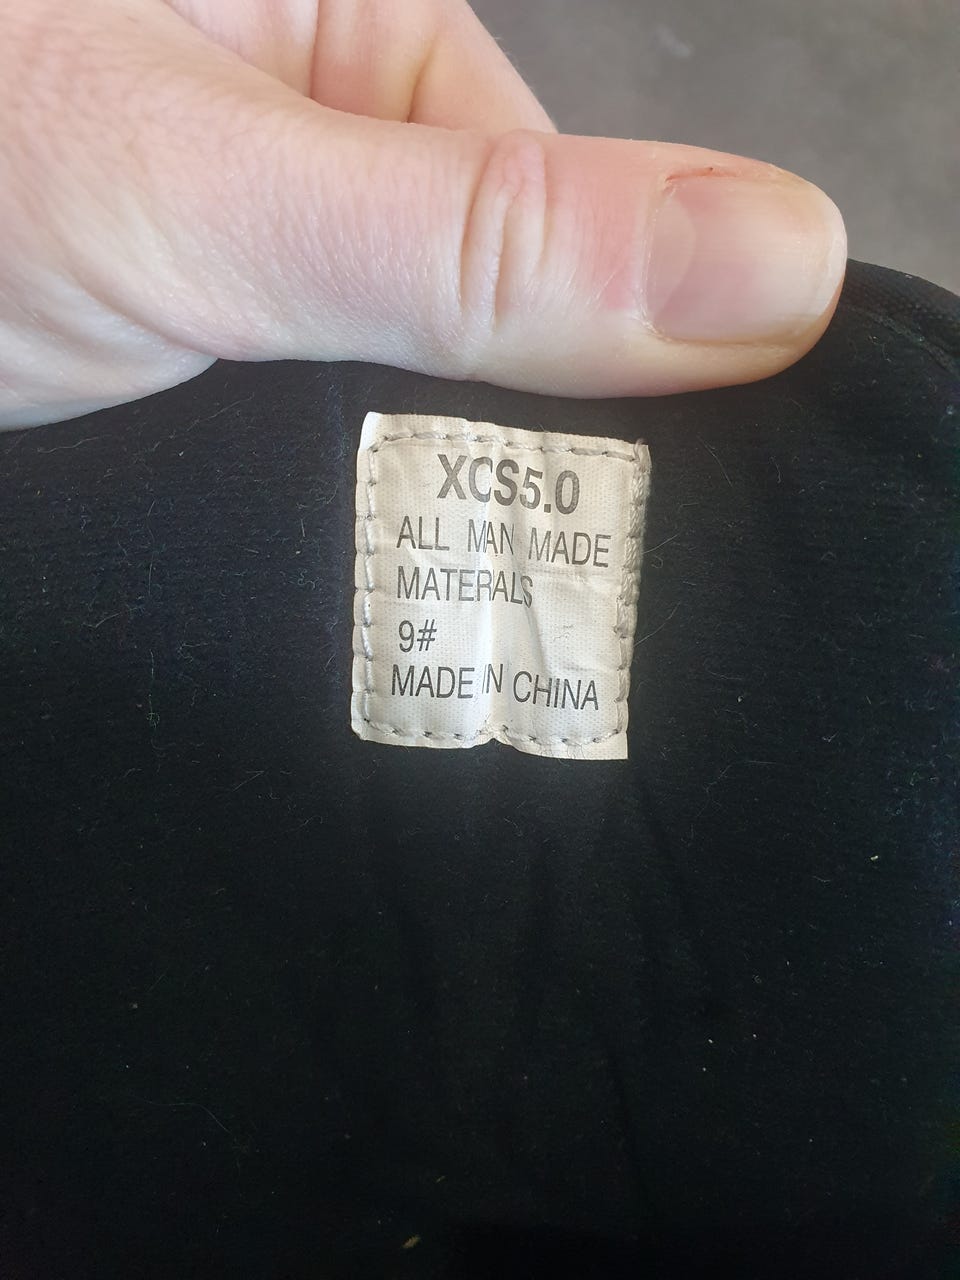 XCS5.0
ALL MAN MADE
MATERALS
9#
MADE IN CHINA